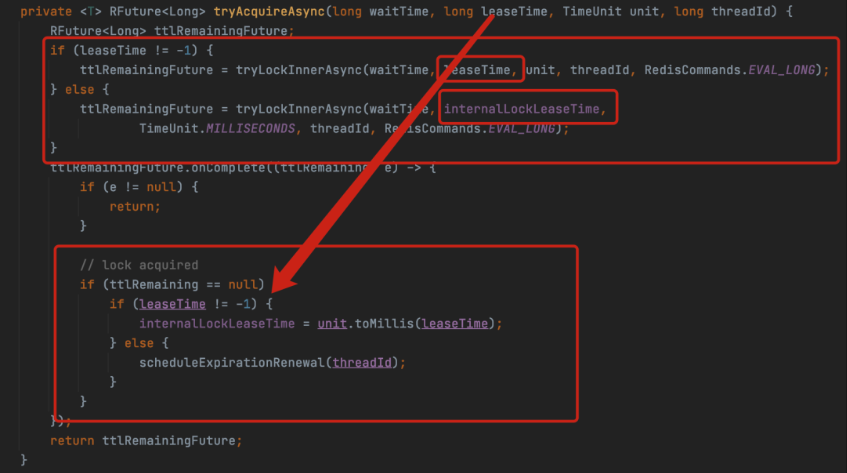 private <T> RFuture<Long> tryAcquireAsync(long waitTime, long leaseTime, TimeUnit unit, long threadId) {
RFuture<Long> ttlRemainingFuture;
if (leaseTime != -1) {
ttlRemainingFuture = tryLockInnerAsync(waitTime, leaseTime, unit, threadId, RedisCommands.EVAL_LONG);
} else {
ttlRemainingFuture = tryLockInnerAsync(waitTime, internalLockLeaseTime,
TimeUnit.MILLISECONDS, threadId, RedisCommands.EVAL_LONG);
}
ttlRemainingFuture.onComplete((ttlRemaining, e) -> {
if (e != null) {
return;
}
// lock acquired
if (ttlRemaining == null)
if (leaseTime != -1) {
internalLockLeaseTime = unit.toMillis(leaseTime);
} else {
scheduleExpirationRenewal(threadId);
}
}
});
return ttlRemainingFuture;
}